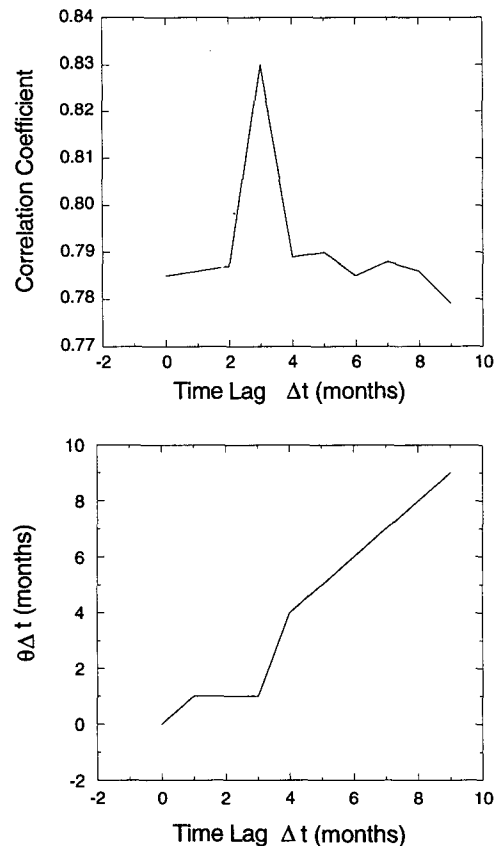 0.84
0.83
0.82
0.81
0.80
0.79
0.78
0.77
Correlation Coefficient
-2 0 2 4 6 8 10
Time Lag Δt (months)
10
8
6
4
2
0
-2
θΔ t (months)
-2 0 2 4 6 8 10
Time Lag Δt (months)